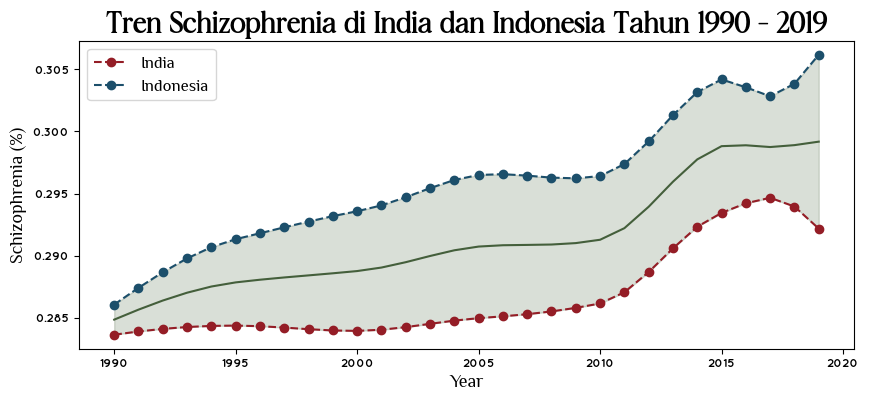 Tren Schizophrenia di India dan Indonesia Tahun 1990 - 2019
India
Indonesia
Schizophrenia (%)
0.305
0.300
0.295
0.290
0.285
1990 1995 2000 2005 2010 2015 2020
Year